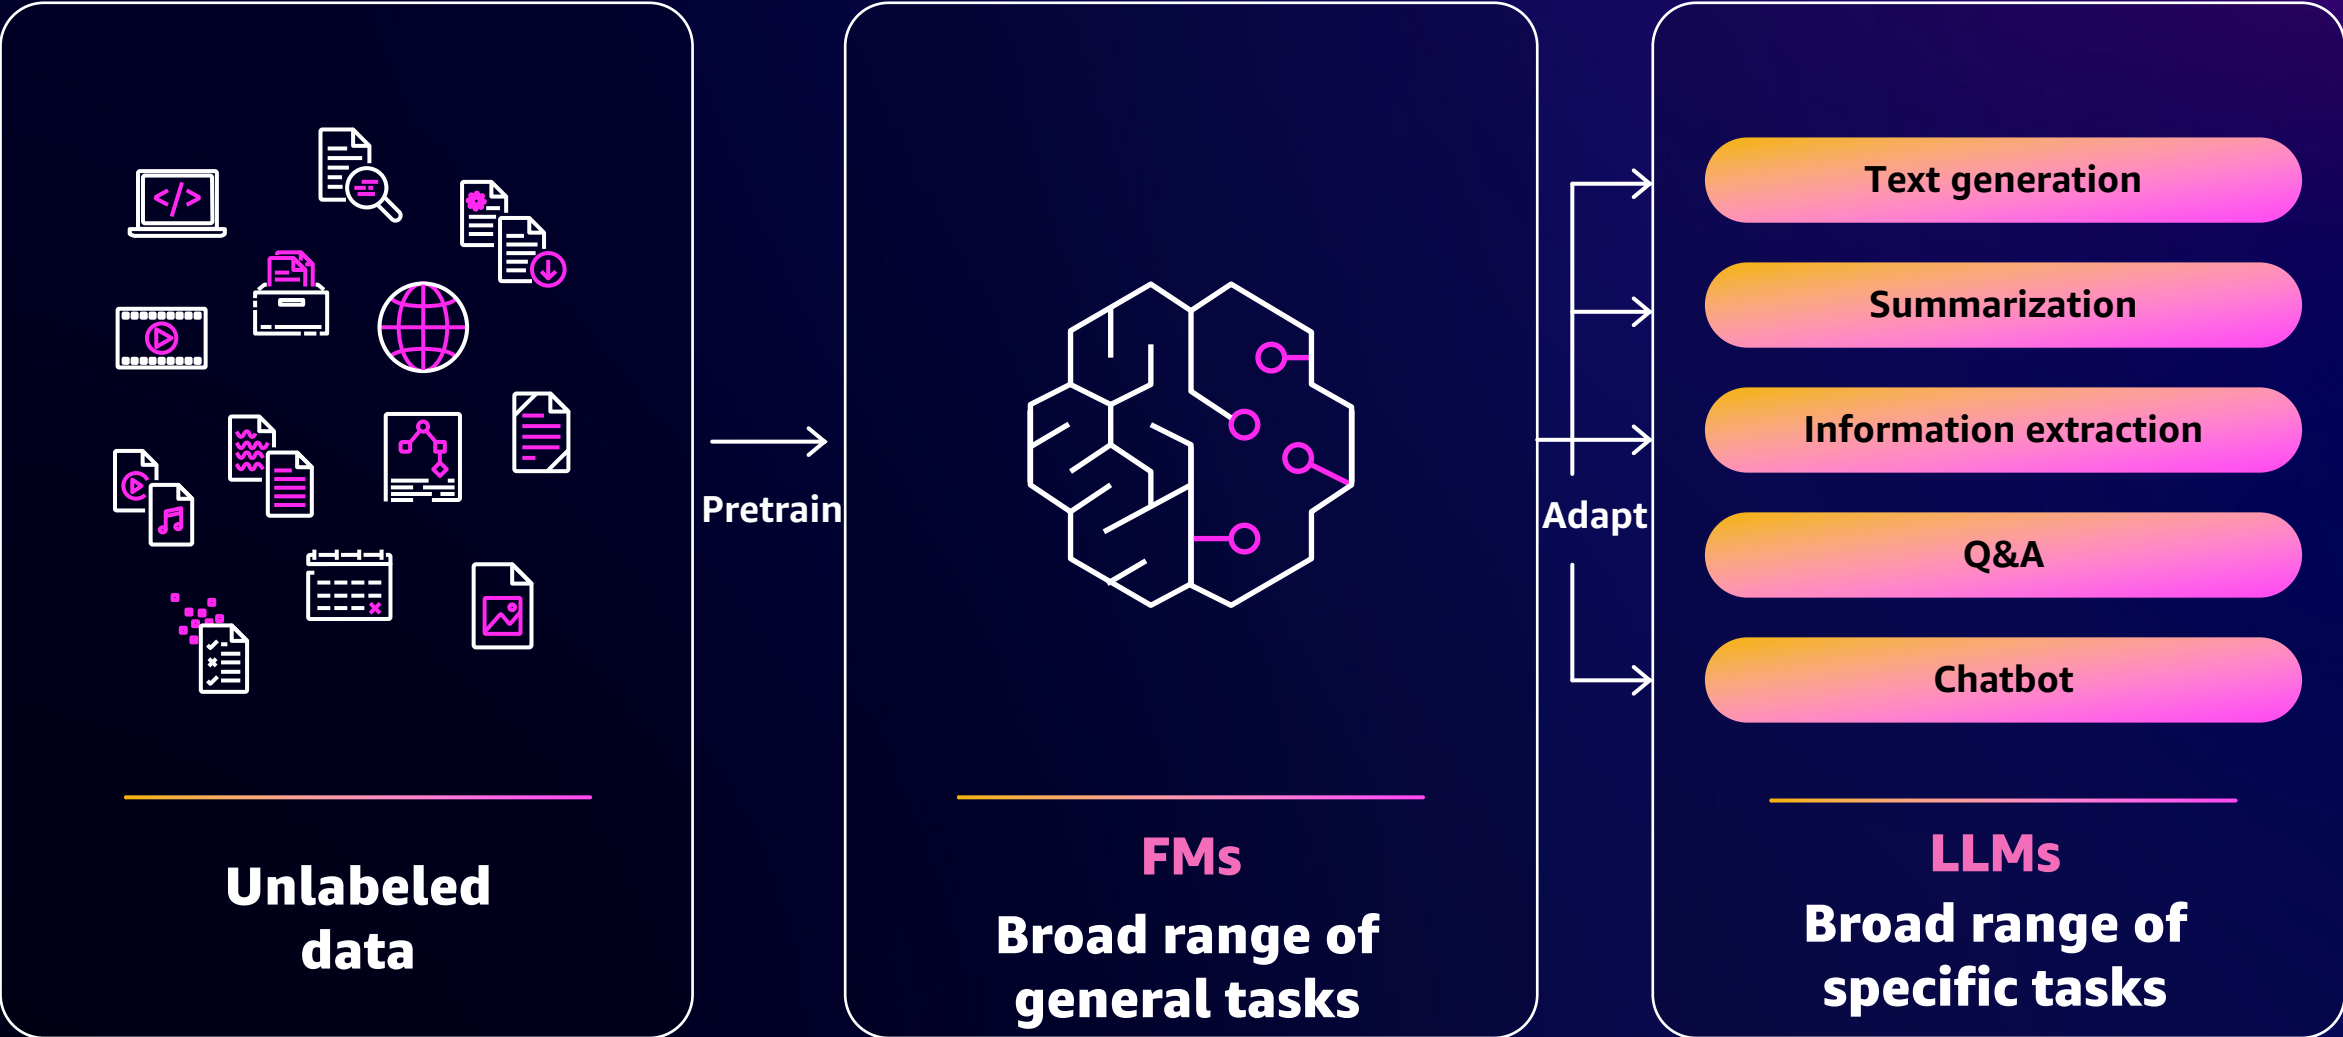 Unlabeled
data
Pretrain
FMs
Broad range of
general tasks
Adapt
Text generation
Summarization
Information extraction
Q&A
Chatbot
LLMs
Broad range of
specific tasks